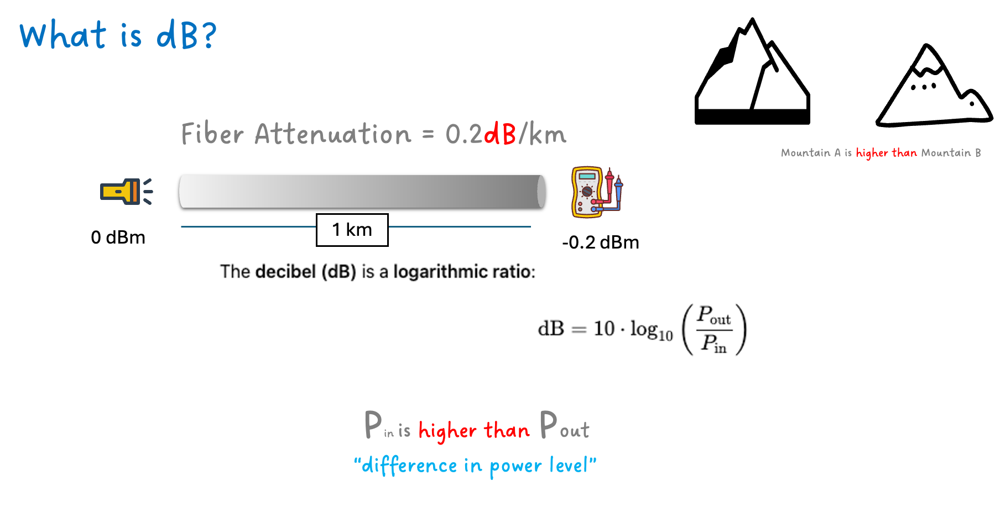 What is dB?
Mountain A is higher than Mountain B
Fiber Attenuation = 0.2dB/km
0 dBm
1 km
-0.2 dBm
The decibel (dB) is a logarithmic ratio:
dB = 10 · log₁₀ (P_out / P_in)
Pin is higher than Pout
“difference in power level”